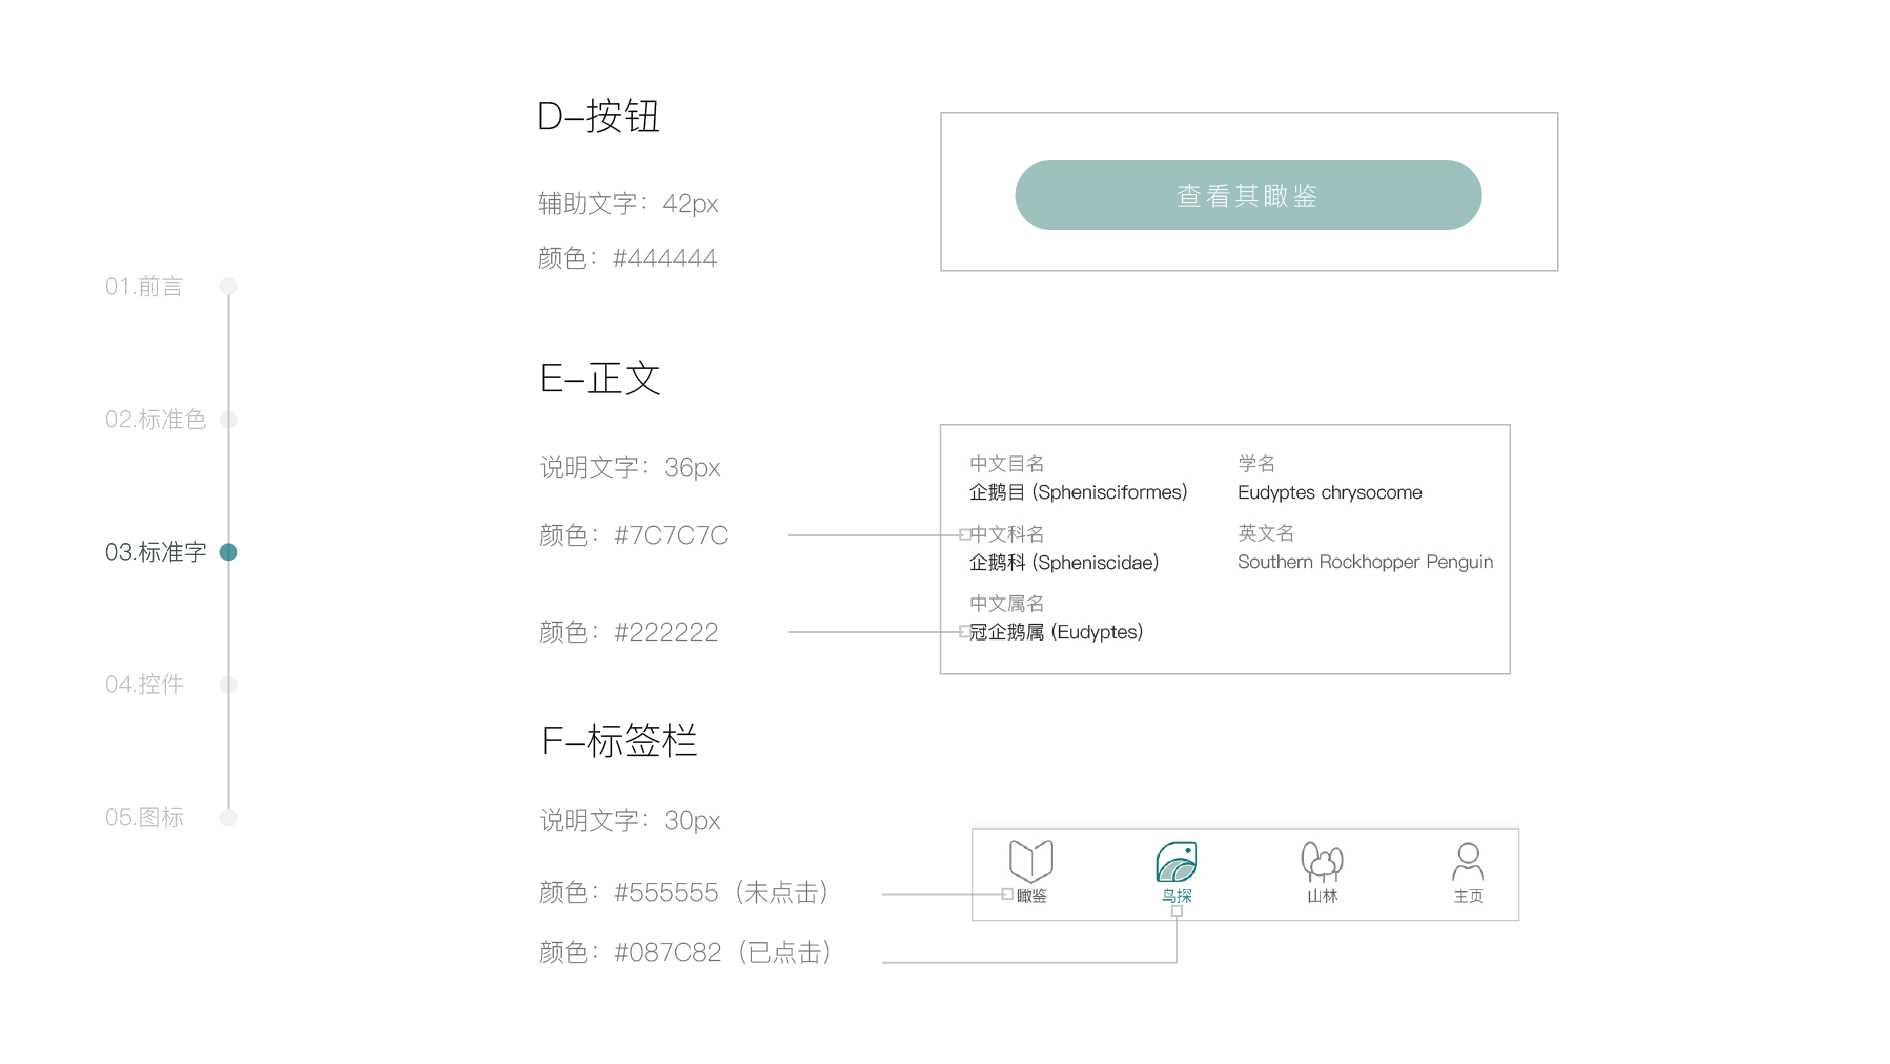 01.前言
02.标准色
03.标准字
04.控件
05.图标
D-按钮
辅助文字：42px
颜色：#444444
查看其瞰鉴
E-正文
说明文字：36px
颜色：#7C7C7C
颜色：#222222
中文目名
企鹅目 (Sphenisciformes)
中文科名
企鹅科 (Spheniscidae)
中文属名
冠企鹅属 (Eudyptes)
学名
Eudyptes chrysocome
英文名
Southern Rockhopper Penguin
F-标签栏
说明文字：30px
颜色：#555555（未点击）
颜色：#087C82（已点击）
瞰鉴
鸟探
山林
主页